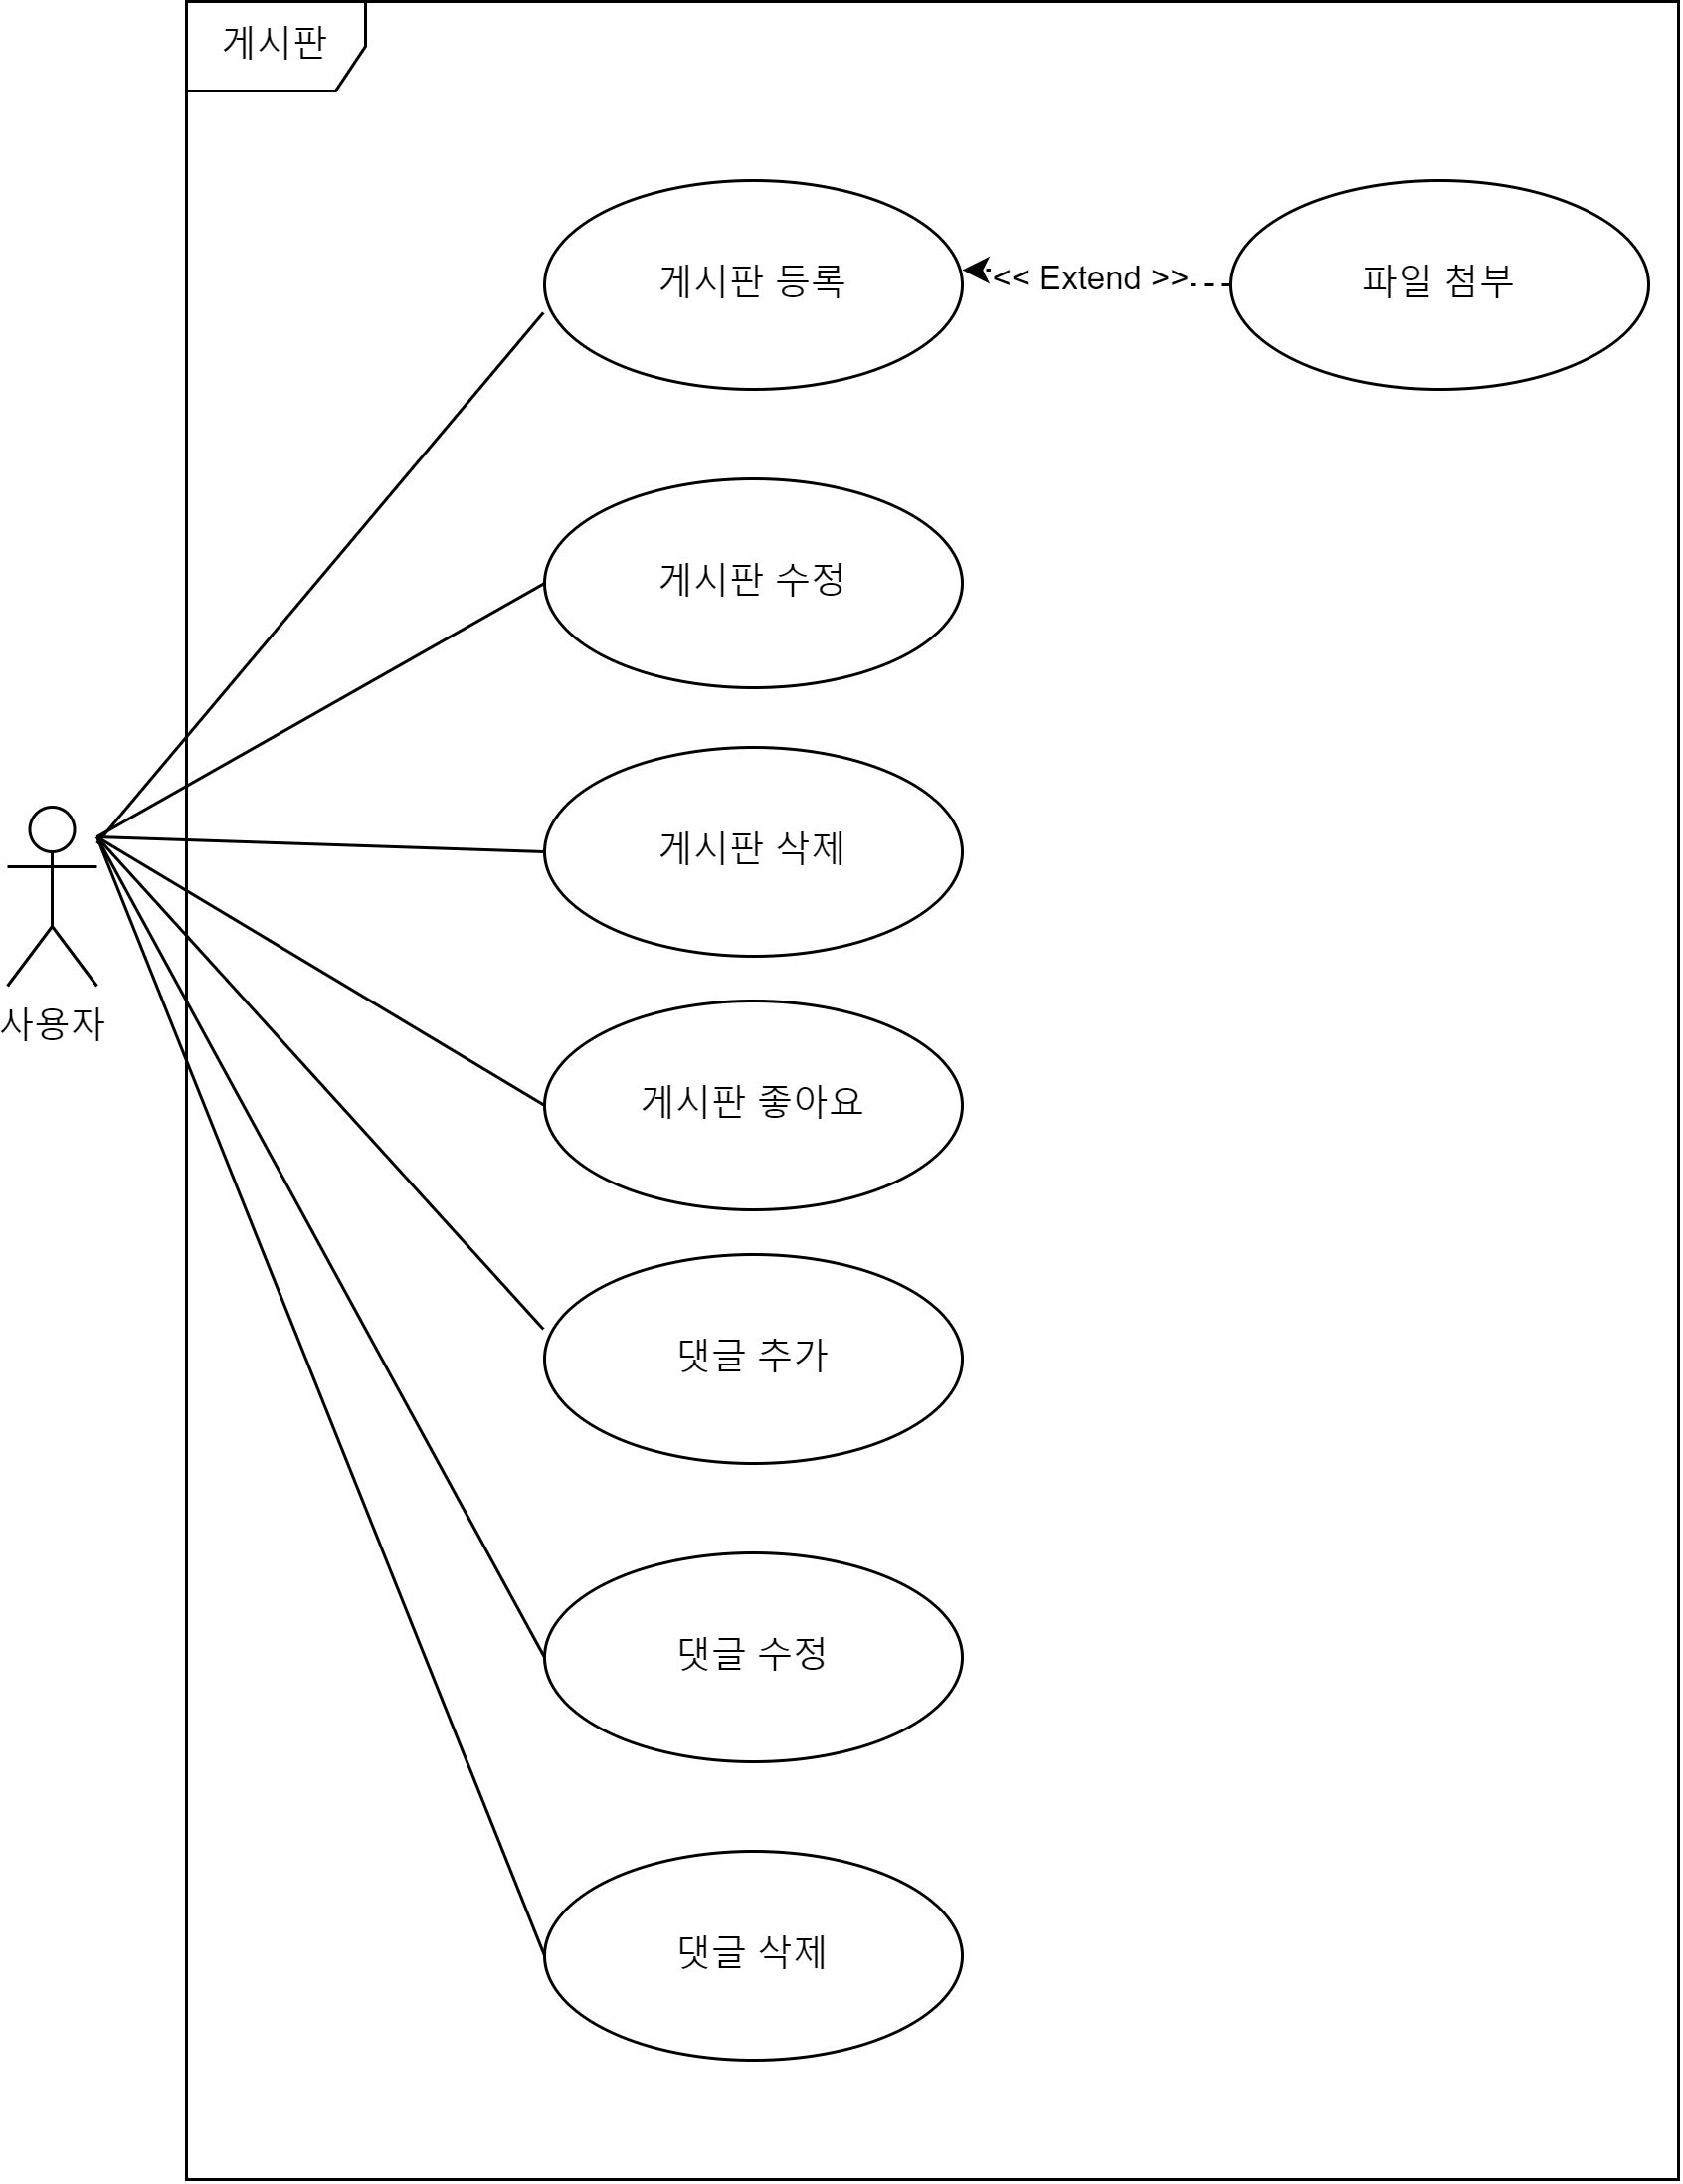 게시판
게시판 등록
<< Extend >>
파일 첨부
게시판 수정
게시판 삭제
사용자
게시판 좋아요
댓글 추가
댓글 수정
댓글 삭제